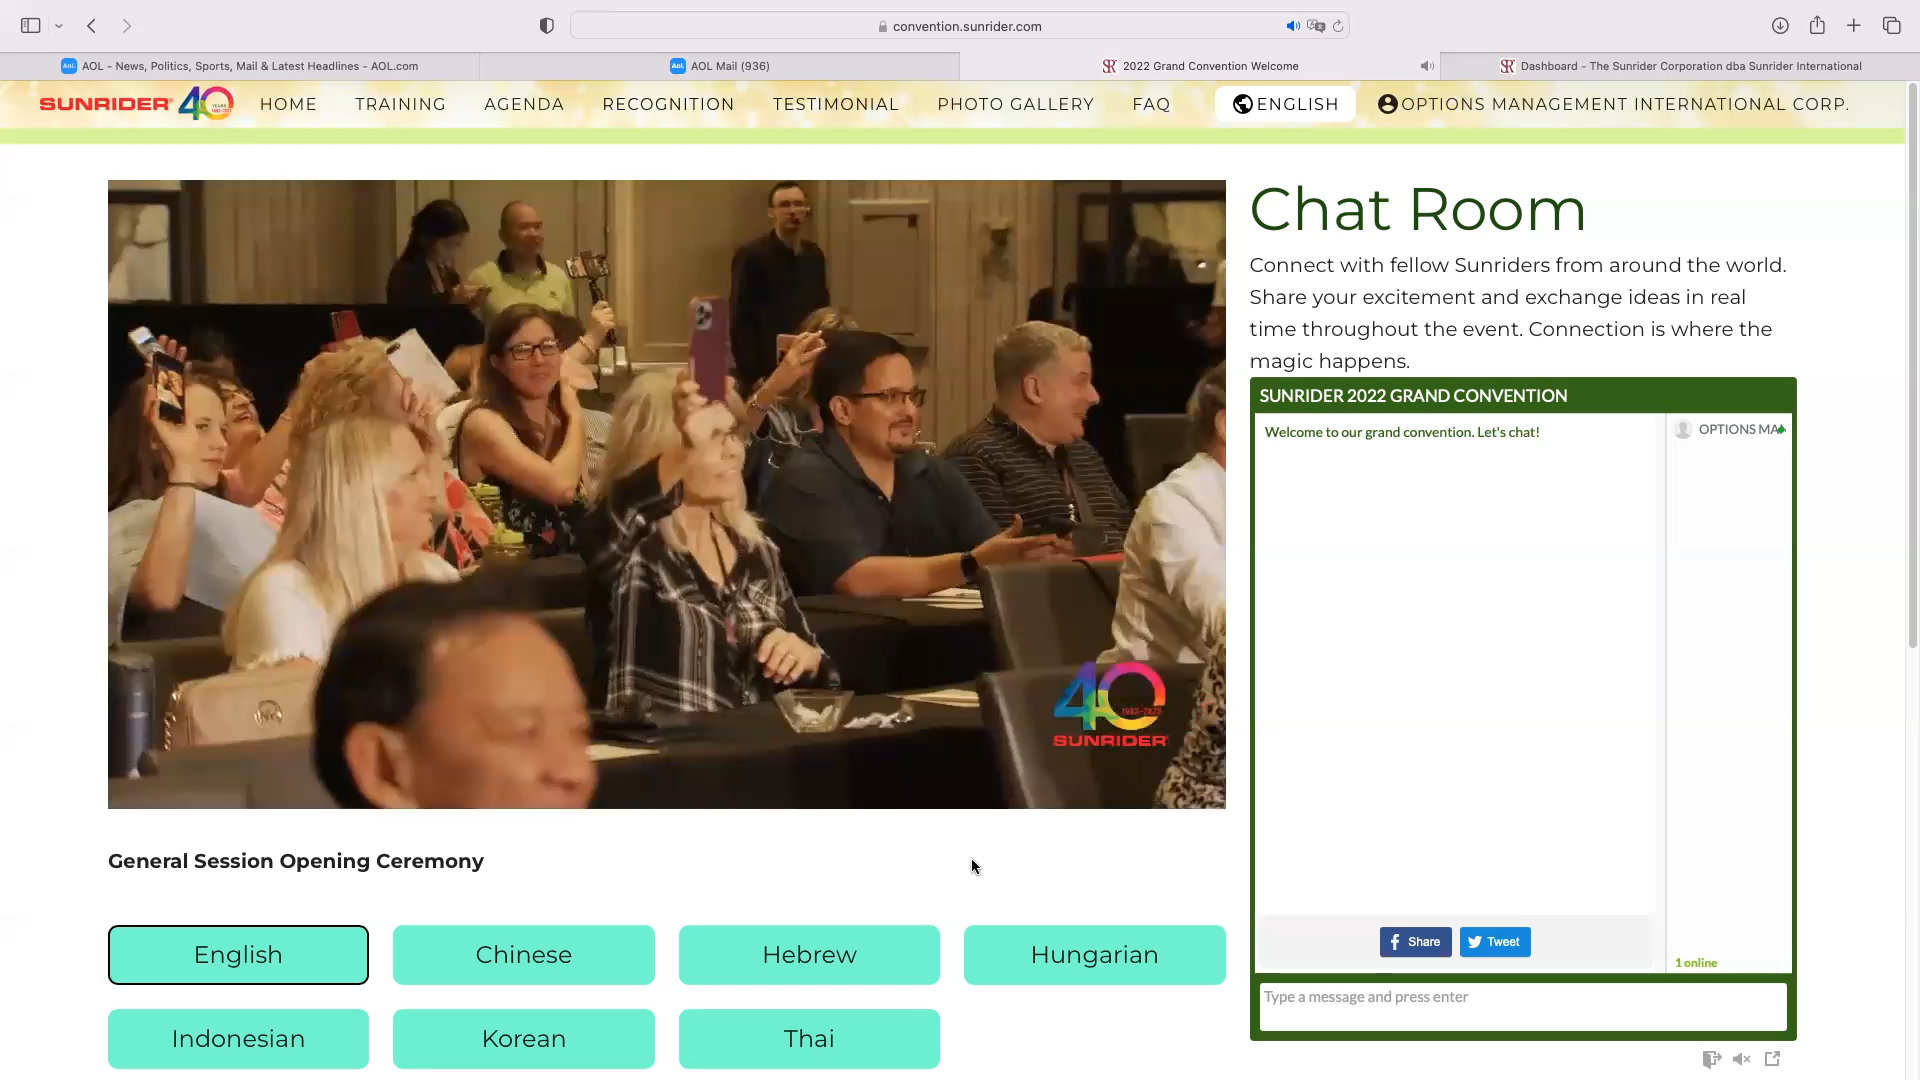 convention.sunrider.com
AOL - News, Politics, Sports, Mail & Latest Headlines - AOL.com
AOL Mail (936)
2022 Grand Convention Welcome
Dashboard - The Sunrider Corporation dba Sunrider International
SUNRIDER® 40 YEARS
HOME
TRAINING
AGENDA
RECOGNITION
TESTIMONIAL
PHOTO GALLERY
FAQ
ENGLISH
OPTIONS MANAGEMENT INTERNATIONAL CORP.
Chat Room
Connect with fellow Sunriders from around the world.
Share your excitement and exchange ideas in real
time throughout the event. Connection is where the
magic happens.
SUNRIDER 2022 GRAND CONVENTION
Welcome to our grand convention. Let's chat!
OPTIONS MA
Share
Tweet
1 online
Type a message and press enter
40
1982-2022
SUNRIDER
General Session Opening Ceremony
English
Chinese
Hebrew
Hungarian
Indonesian
Korean
Thai